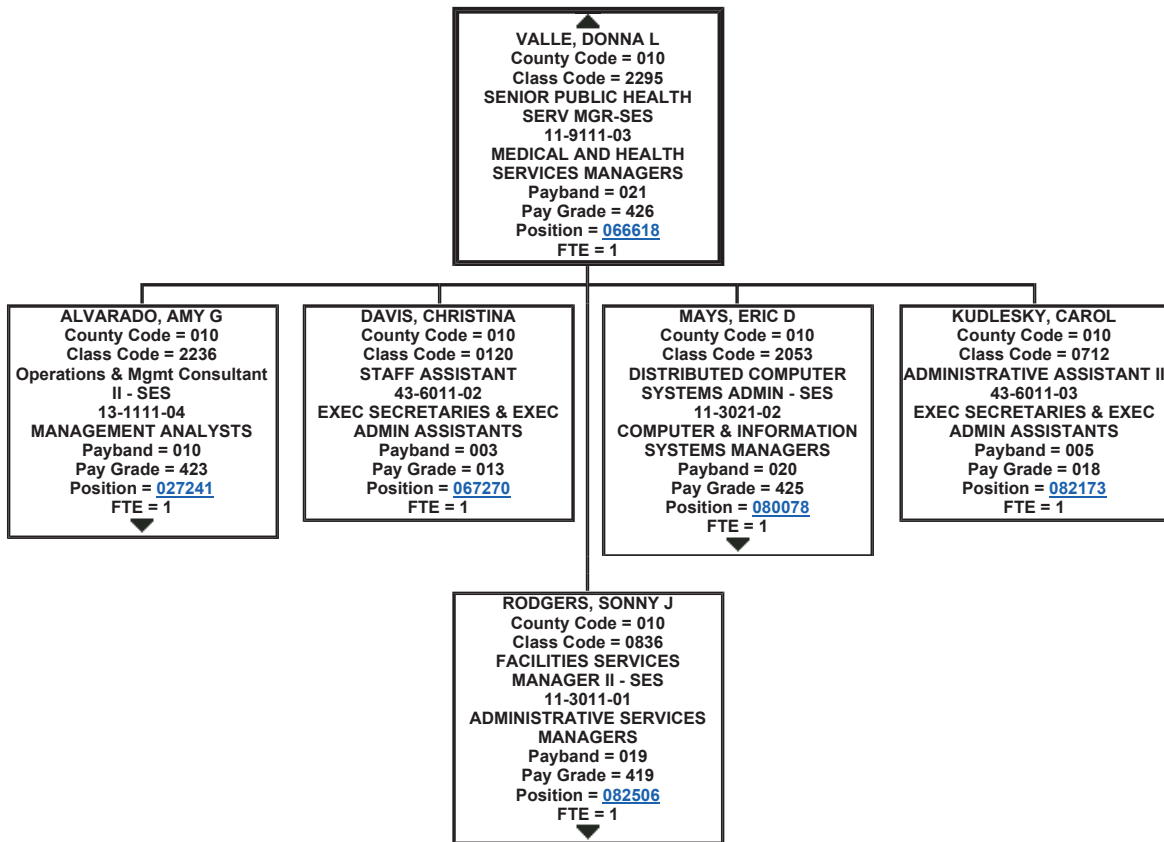 VALLE, DONNA L
County Code = 010
Class Code = 2295
SENIOR PUBLIC HEALTH
SERV MGR-SES
11-9111-03
MEDICAL AND HEALTH
SERVICES MANAGERS
Payband = 021
Pay Grade = 426
Position = 066618
FTE = 1
ALVARADO, AMY G
County Code = 010
Class Code = 2236
Operations & Mgmt Consultant
II - SES
13-1111-04
MANAGEMENT ANALYSTS
Payband = 010
Pay Grade = 423
Position = 027241
FTE = 1
DAVIS, CHRISTINA
County Code = 010
Class Code = 0120
STAFF ASSISTANT
43-6011-02
EXEC SECRETARIES & EXEC
ADMIN ASSISTANTS
Payband = 003
Pay Grade = 013
Position = 067270
FTE = 1
MAYS, ERIC D
County Code = 010
Class Code = 2053
DISTRIBUTED COMPUTER
SYSTEMS ADMIN - SES
11-3021-02
COMPUTER & INFORMATION
SYSTEMS MANAGERS
Payband = 020
Pay Grade = 425
Position = 080078
FTE = 1
KUDLESKY, CAROL
County Code = 010
Class Code = 0712
ADMINISTRATIVE ASSISTANT II
43-6011-03
EXEC SECRETARIES & EXEC
ADMIN ASSISTANTS
Payband = 005
Pay Grade = 018
Position = 082173
FTE = 1
RODGERS, SONNY J
County Code = 010
Class Code = 0836
FACILITIES SERVICES
MANAGER II - SES
11-3011-01
ADMINISTRATIVE SERVICES
MANAGERS
Payband = 019
Pay Grade = 419
Position = 082506
FTE = 1